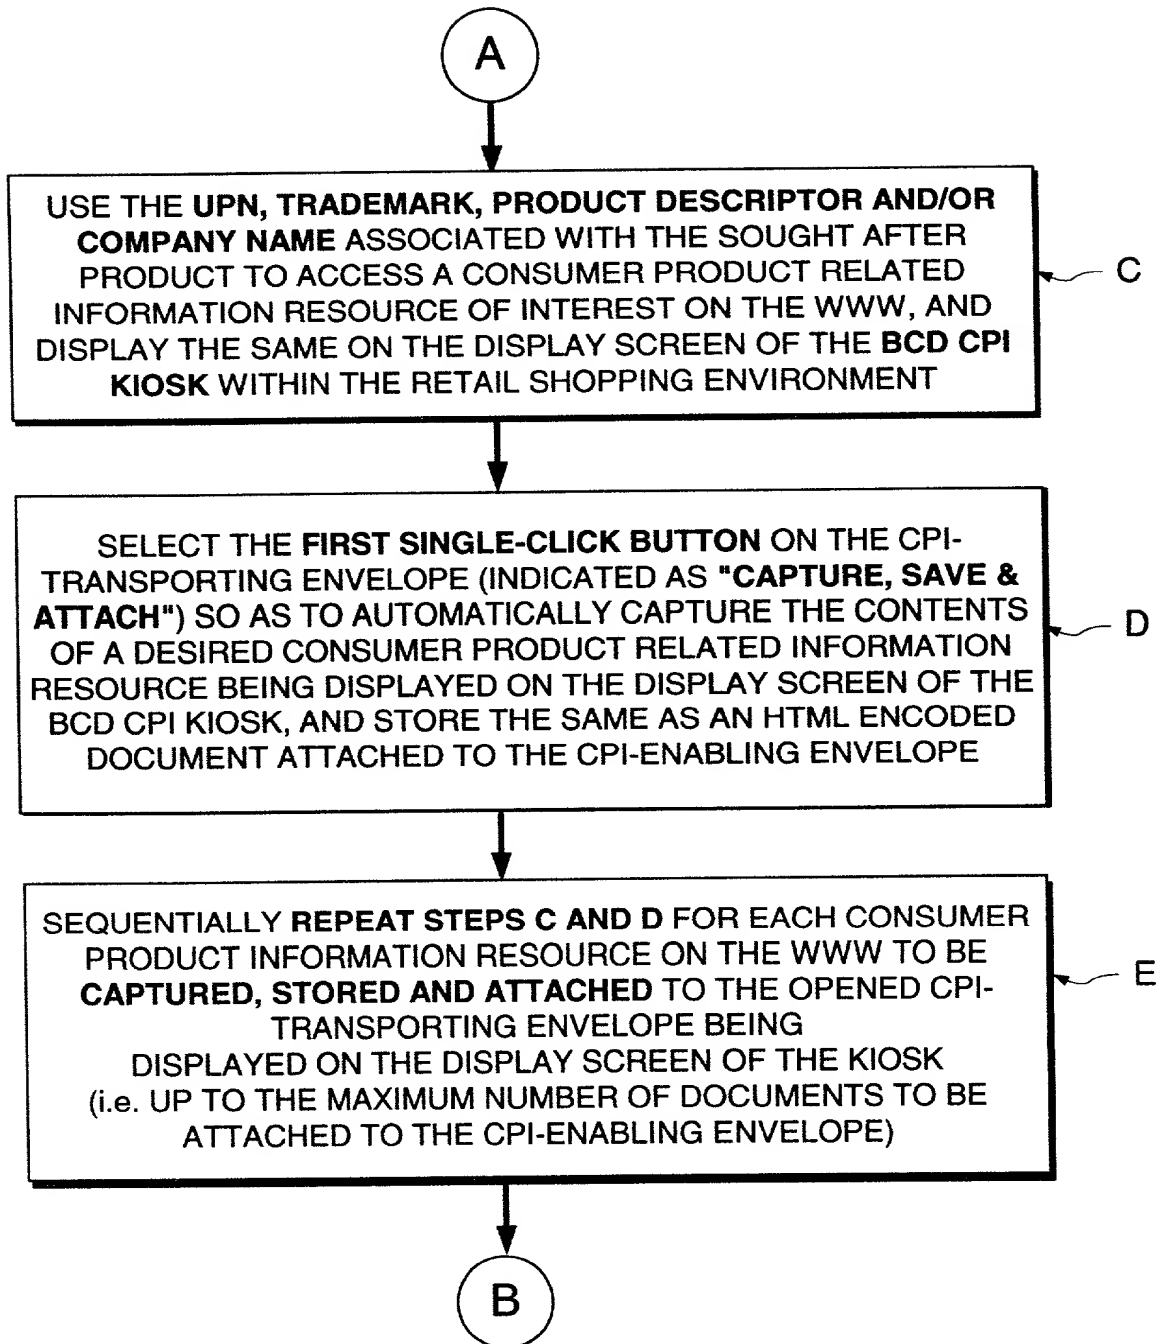 A
USE THE UPN, TRADEMARK, PRODUCT DESCRIPTOR AND/OR
COMPANY NAME ASSOCIATED WITH THE SOUGHT AFTER
PRODUCT TO ACCESS A CONSUMER PRODUCT RELATED
INFORMATION RESOURCE OF INTEREST ON THE WWW, AND
DISPLAY THE SAME ON THE DISPLAY SCREEN OF THE BCD CPI
KIOSK WITHIN THE RETAIL SHOPPING ENVIRONMENT
C
SELECT THE FIRST SINGLE-CLICK BUTTON ON THE CPI-
TRANSPORTING ENVELOPE (INDICATED AS "CAPTURE, SAVE &
ATTACH") SO AS TO AUTOMATICALLY CAPTURE THE CONTENTS
OF A DESIRED CONSUMER PRODUCT RELATED INFORMATION
RESOURCE BEING DISPLAYED ON THE DISPLAY SCREEN OF THE
BCD CPI KIOSK, AND STORE THE SAME AS AN HTML ENCODED
DOCUMENT ATTACHED TO THE CPI-ENABLING ENVELOPE
D
SEQUENTIALLY REPEAT STEPS C AND D FOR EACH CONSUMER
PRODUCT INFORMATION RESOURCE ON THE WWW TO BE
CAPTURED, STORED AND ATTACHED TO THE OPENED CPI-
TRANSPORTING ENVELOPE BEING
DISPLAYED ON THE DISPLAY SCREEN OF THE KIOSK
(i.e. UP TO THE MAXIMUM NUMBER OF DOCUMENTS TO BE
ATTACHED TO THE CPI-ENABLING ENVELOPE)
E
B